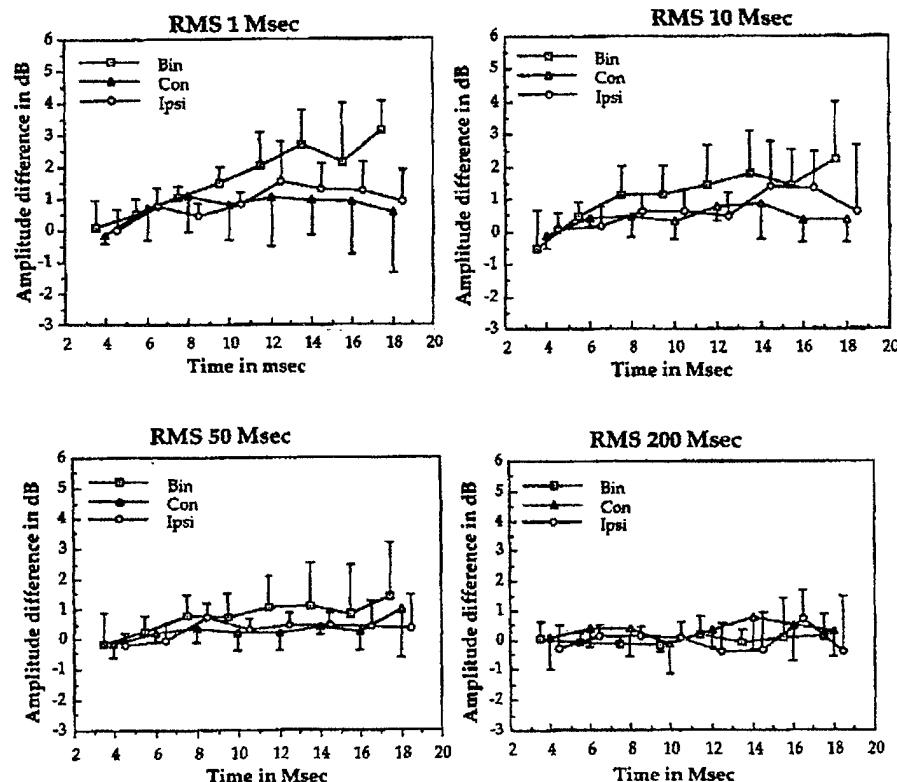 RMS 1 Msec
Amplitude difference in dB
6
5
4
3
2
1
0
-1
-2
-3
Bin
Con
Ipsi
2 4 6 8 10 12 14 16 18 20
Time in msec
RMS 10 Msec
Amplitude difference in dB
6
5
4
3
2
1
0
-1
-2
-3
Bin
Con
Ipsi
2 4 6 8 10 12 14 16 18 20
Time in Msec
RMS 50 Msec
Amplitude difference in dB
6
5
4
3
2
1
0
-1
-2
-3
Bin
Con
Ipsi
2 4 6 8 10 12 14 16 18 20
Time in Msec
RMS 200 Msec
Amplitude difference in dB
6
5
4
3
2
1
0
-1
-2
-3
Bin
Con
Ipsi
2 4 6 8 10 12 14 16 18 20
Time in Msec